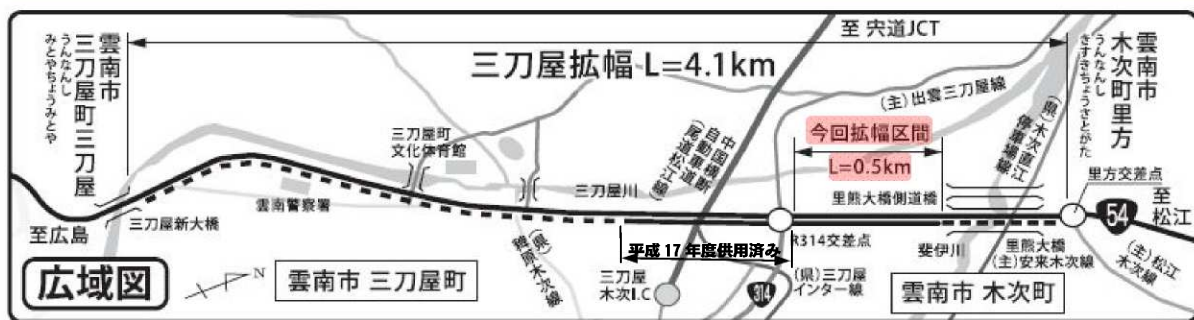 至 宍道JCT
三刀屋拡幅 L=4.1km
雲南市
うんなんし
三刀屋町三刀屋
みとやちょうみとや
雲南市
うんなんし
木次町里方
きすきちょうさとがた
(主)出雲三刀屋線
(県)木次直江
停車場線
今回拡幅区間
L=0.5km
三刀屋町
文化体育館
中国横断
自動車道
尾道松江線
(
)
里方交差点
三刀屋川
里熊大橋側道橋
54
至
松江
雲南警察署
三刀屋新大橋
至広島
R314交差点
平成 17 年度供用済み
斐伊川
里熊大橋
(主)安来木次線
(主)松江
木次線
(県)
木次線
広域図
N
雲南市 三刀屋町
三刀屋
木次I.C
314
(県)三刀屋
インター線
雲南市 木次町